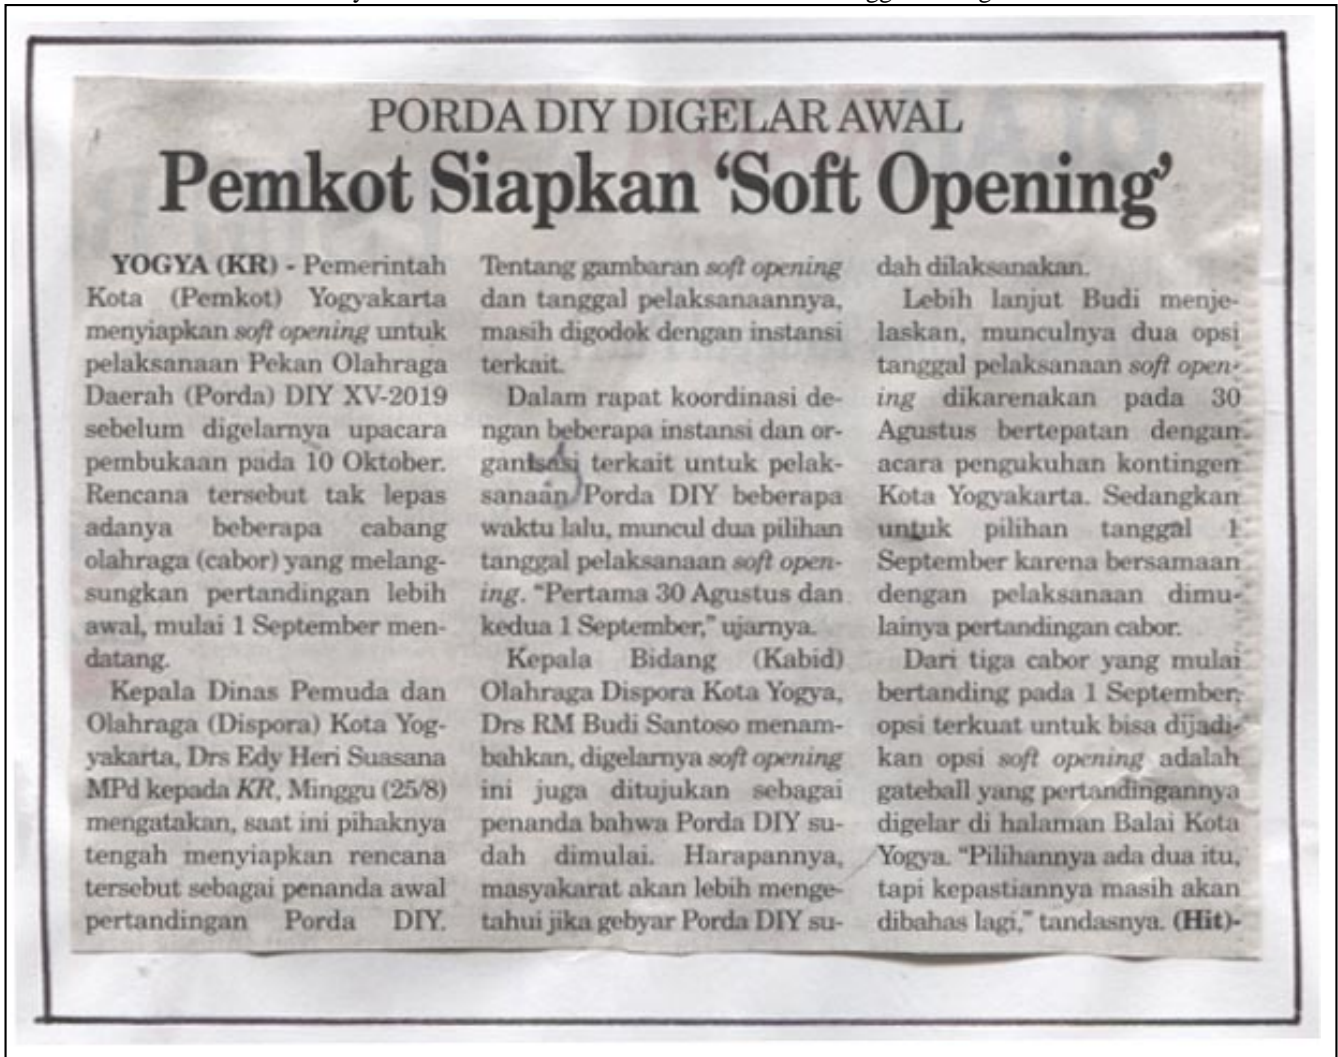 PORDA DIY DIGELAR AWAL
Pemkot Siapkan ‘Soft Opening’
YOGYA (KR) - Pemerintah
Kota (Pemkot) Yogyakarta
menyiapkan soft opening untuk
pelaksanaan Pekan Olahraga
Daerah (Porda) DIY XV-2019
sebelum digelarnya upacara
pembukaan pada 10 Oktober.
Rencana tersebut tak lepas
adanya beberapa cabang
olahraga (cabor) yang melang-
sungkan pertandingan lebih
awal, mulai 1 September men-
datang.
Kepala Dinas Pemuda dan
Olahraga (Dispora) Kota Yog-
yakarta, Drs Edy Heri Suasana
MPd kepada KR, Minggu (25/8)
mengatakan, saat ini pihaknya
tengah menyiapkan rencana
tersebut sebagai penanda awal
pertandingan Porda DIY.
Tentang gambaran soft opening
dan tanggal pelaksanaannya,
masih digodok dengan instansi
terkait.
Dalam rapat koordinasi de-
ngan beberapa instansi dan or-
ganisasi terkait untuk pelak-
sanaan Porda DIY beberapa
waktu lalu, muncul dua pilihan
tanggal pelaksanaan soft open-
ing. “Pertama 30 Agustus dan
kedua 1 September,” ujarnya.
Kepala Bidang (Kabid)
Olahraga Dispora Kota Yogya,
Drs RM Budi Santoso menam-
bahkan, digelarnya soft opening
ini juga ditujukan sebagai
penanda bahwa Porda DIY su-
dah dimulai. Harapannya,
masyakarat akan lebih menge-
tahui jika gebyar Porda DIY su-
dah dilaksanakan.
Lebih lanjut Budi menje-
laskan, munculnya dua opsi
tanggal pelaksanaan soft open-
ing dikarenakan pada 30
Agustus bertepatan dengan
acara pengukuhan kontingen
Kota Yogyakarta. Sedangkan
untuk pilihan tanggal 1
September karena bersamaan
dengan pelaksanaan dimu-
lainya pertandingan cabor.
Dari tiga cabor yang mulai
bertanding pada 1 September,
opsi terkuat untuk bisa dijadi-
kan opsi soft opening adalah
gateball yang pertandingannya
digelar di halaman Balai Kota
Yogya. “Pilihannya ada dua itu,
tapi kepastiannya masih akan
dibahas lagi,” tandasnya. (Hit)-